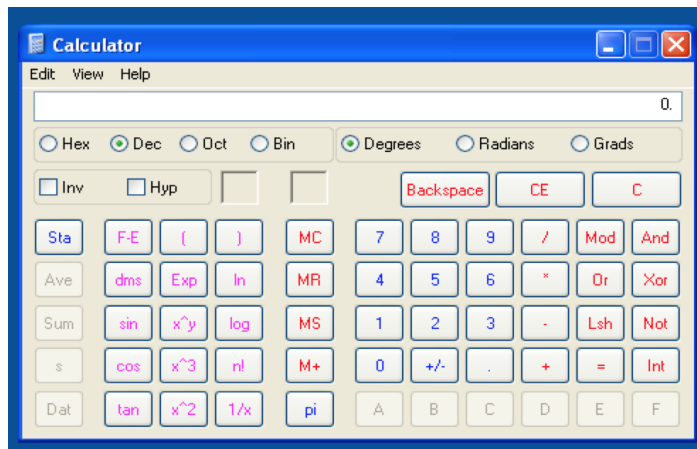 Calculator
Edit View Help
0.
Hex Dec Oct Bin Degrees Radians Grads
Inv Hyp Backspace CE C
Sta F-E ( ) MC 7 8 9 / Mod And
Ave dms Exp ln MR 4 5 6 * Or Xor
Sum sin x^y log MS 1 2 3 - Lsh Not
s cos x^3 n! M+ 0 +/- . + = Int
Dat tan x^2 1/x pi A B C D E F